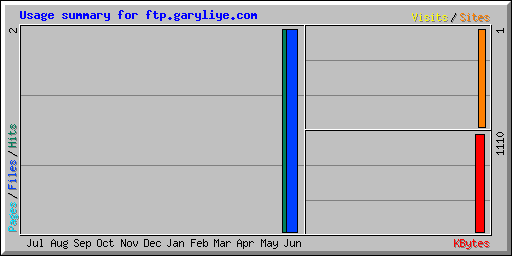 Usage summary for ftp.garyliye.com
Visits/Sites
2
1
1110
Pages/Files/Hits
Jul Aug Sep Oct Nov Dec Jan Feb Mar Apr May Jun
KBytes